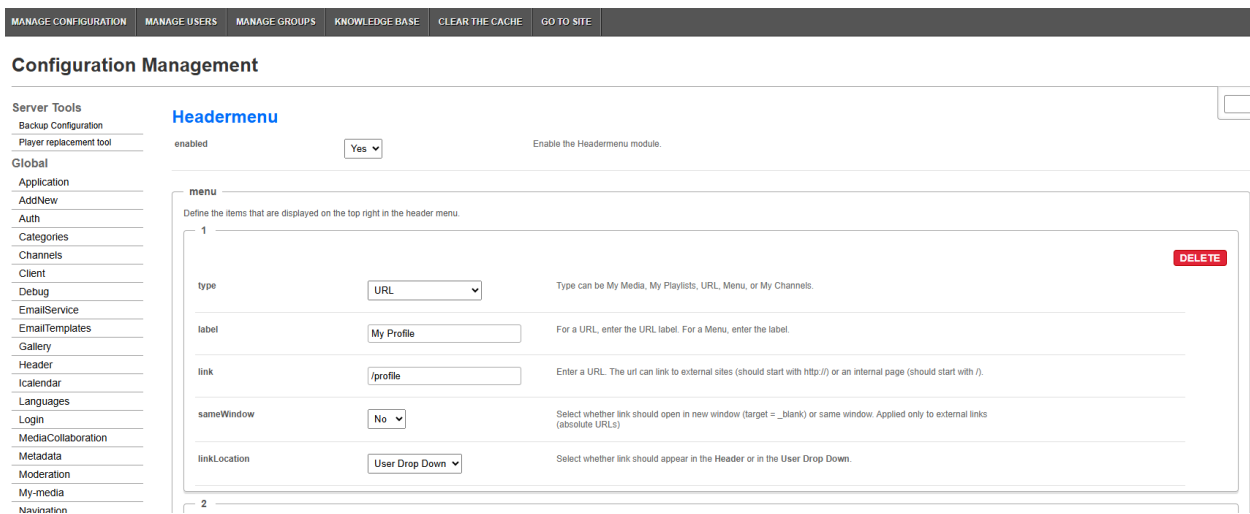 MANAGE CONFIGURATION MANAGE USERS MANAGE GROUPS KNOWLEDGE BASE CLEAR THE CACHE GO TO SITE
Configuration Management
Server Tools
Backup Configuration
Player replacement tool
Global
Application
AddNew
Auth
Categories
Channels
Client
Debug
EmailService
EmailTemplates
Gallery
Header
Icalendar
Languages
Login
MediaCollaboration
Metadata
Moderation
My-media
Navigation
Headermenu
enabled Yes Enable the Headermenu module.
menu
Define the items that are displayed on the top right in the header menu.
1
DELETE
type URL Type can be My Media, My Playlists, URL, Menu, or My Channels.
label My Profile For a URL, enter the URL label. For a Menu, enter the label.
link /profile Enter a URL. The url can link to external sites (should start with http://) or an internal page (should start with /).
sameWindow No Select whether link should open in new window (target = _blank) or same window. Applied only to external links
(absolute URLs)
linkLocation User Drop Down Select whether link should appear in the Header or in the User Drop Down.
2